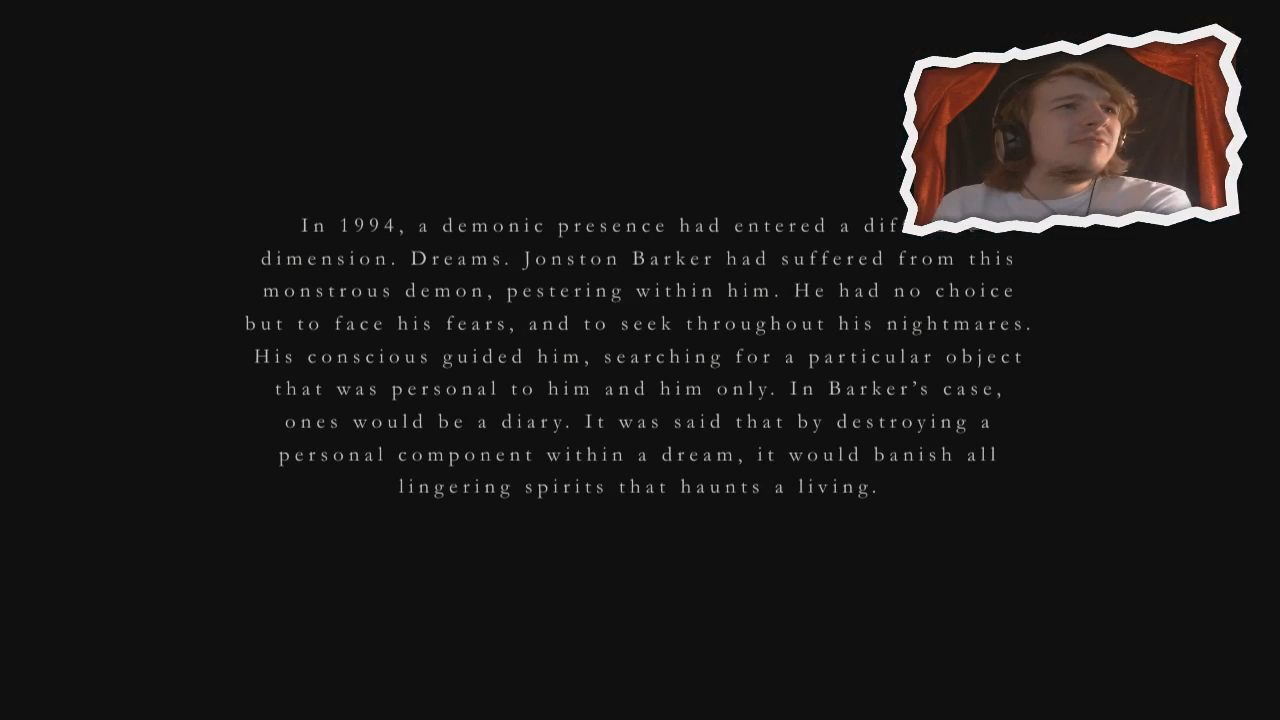 In 1994, a demonic presence had entered a
dimension. Dreams. Jonston Barker had suffered from this
monstrous demon, pestering within him. He had no choice
but to face his fears, and to seek throughout his nightmares.
His conscious guided him, searching for a particular object
that was personal to him and him only. In Barker's case,
ones would be a diary. It was said that by destroying a
personal component within a dream, it would banish all
lingering spirits that haunts a living.